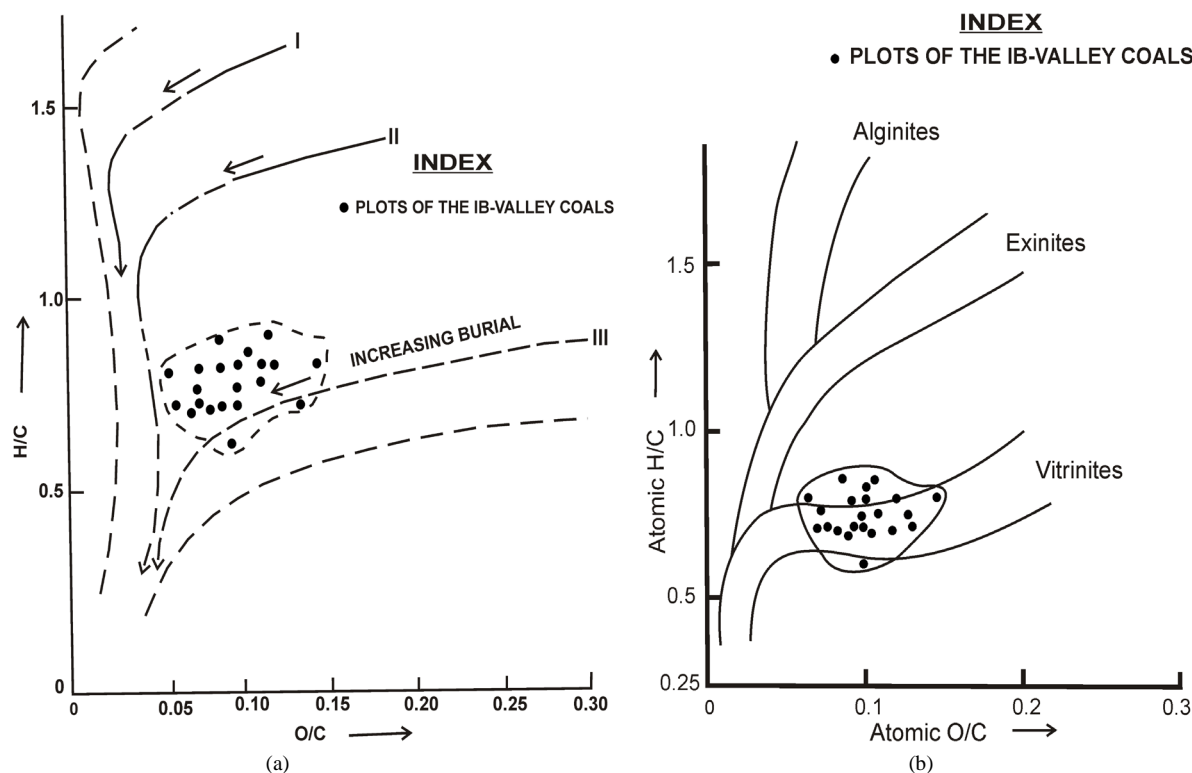 I
II
INDEX
PLOTS OF THE IB-VALLEY COALS
1.5
1.0
0.5
0
H/C
INCREASING BURIAL
III
0.05
0.10
0.15
0.20
0.25
0.30
O/C
(a)
INDEX
PLOTS OF THE IB-VALLEY COALS
Alginites
Exinites
Vitrinites
1.5
1.0
0.5
0.25
Atomic H/C
0
0.1
0.2
0.3
Atomic O/C
(b)